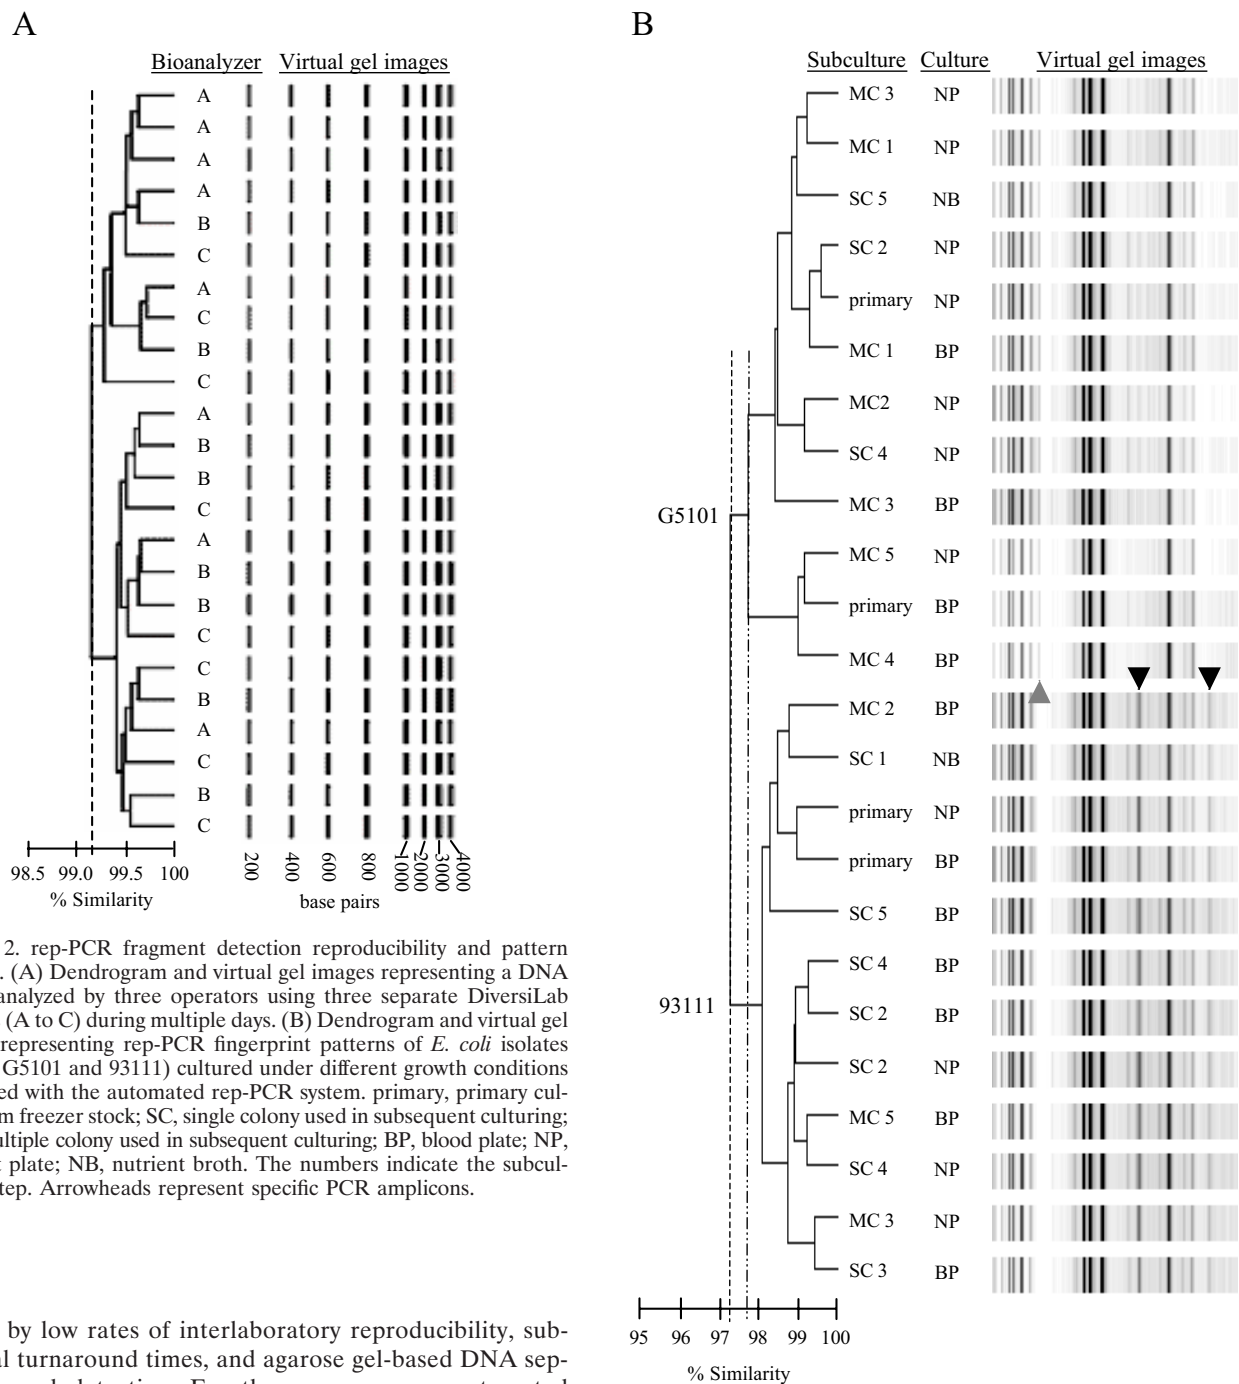 A
Bioanalyzer Virtual gel images
A
A
A
A
B
C
A
C
B
C
A
B
B
C
A
B
B
C
C
B
A
C
B
C
98.5 99.0 99.5 100
% Similarity
200 400 600 800 1000 2000 3000 4000
base pairs
2. rep-PCR fragment detection reproducibility and pattern
. (A) Dendrogram and virtual gel images representing a DNA
analyzed by three operators using three separate DiversiLab
(A to C) during multiple days. (B) Dendrogram and virtual gel
representing rep-PCR fingerprint patterns of E. coli isolates
G5101 and 93111) cultured under different growth conditions
ed with the automated rep-PCR system. primary, primary cul-
m freezer stock; SC, single colony used in subsequent culturing;
ultiple colony used in subsequent culturing; BP, blood plate; NP,
t plate; NB, nutrient broth. The numbers indicate the subcul-
tep. Arrowheads represent specific PCR amplicons.
by low rates of interlaboratory reproducibility, sub-
al turnaround times, and agarose gel-based DNA sep-
B
Subculture Culture Virtual gel images
MC 3 NP
MC 1 NP
SC 5 NB
SC 2 NP
primary NP
MC 1 BP
MC2 NP
SC 4 NP
MC 3 BP
G5101
MC 5 NP
primary BP
MC 4 BP
MC 2 BP
SC 1 NB
primary NP
primary BP
SC 5 BP
SC 4 BP
93111
SC 2 BP
SC 2 NP
MC 5 BP
SC 4 NP
MC 3 NP
SC 3 BP
95 96 97 98 99 100
% Similarity